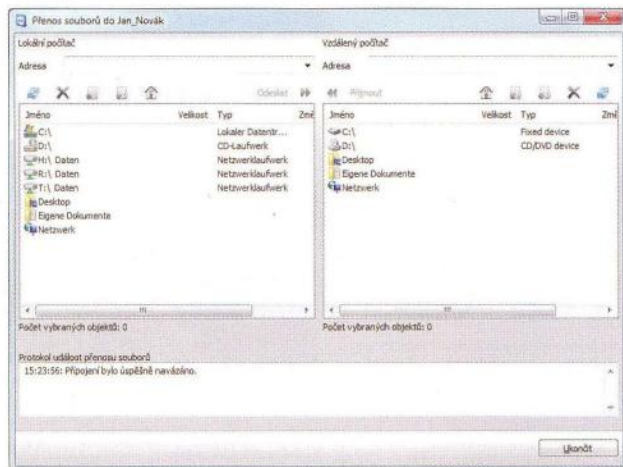 Přenos souborů do Jan_Novák
Lokální počítač
Vzdálený počítač
Adresa
Adresa
Odeslat
Přijmout
Jméno Velikost Typ Změ
C:\ Lokaler Datentr...
D:\ CD-Laufwerk
H:\ Daten Netzwerklaufwerk
R:\ Daten Netzwerklaufwerk
T:\ Daten Netzwerklaufwerk
Desktop
Eigene Dokumente
Netzwerk
Jméno Velikost Typ Změ
C:\ Fixed device
D:\ CD/DVD device
Desktop
Eigene Dokumente
Netzwerk
Počet vybraných objektů: 0
Počet vybraných objektů: 0
Protokol událost přenosu souborů
15:23:56: Připojení bylo úspěšně navázáno.
Ukončit